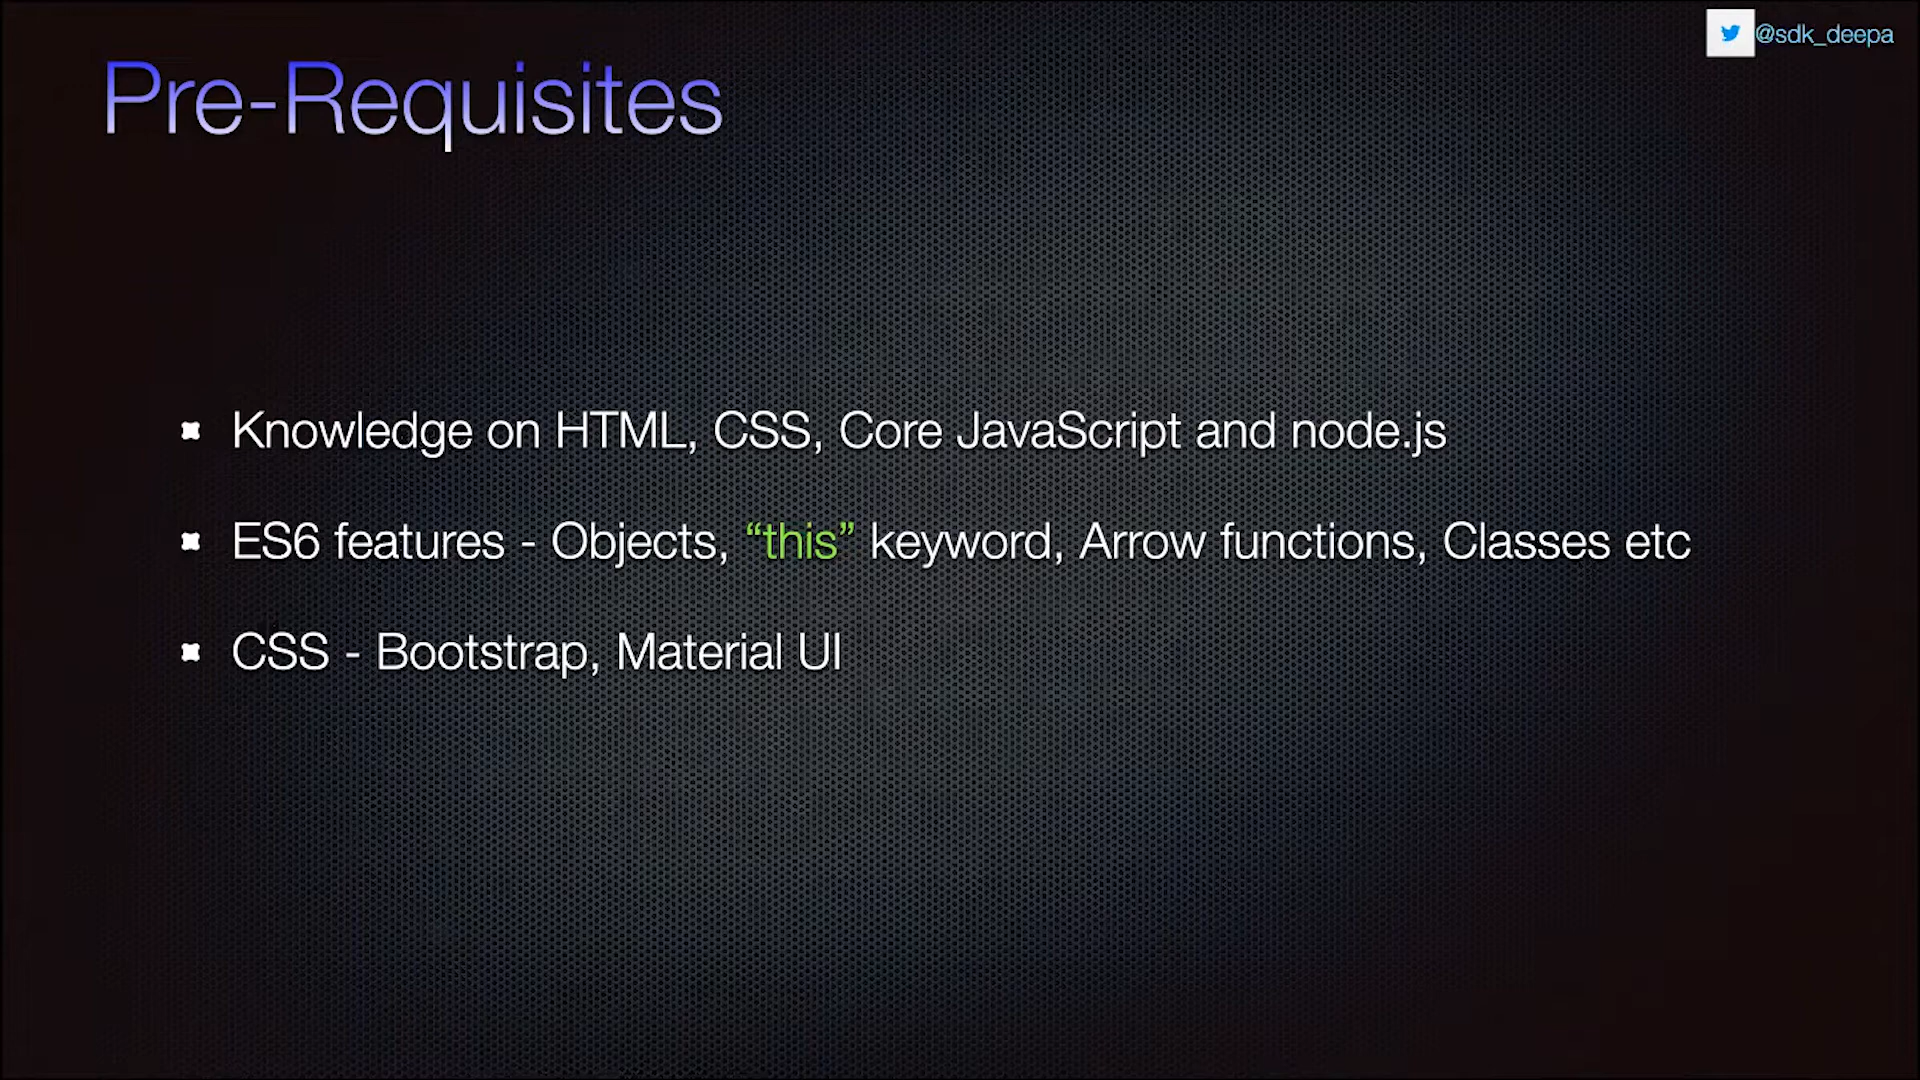 @sdk_deepa
Pre-Requisites
Knowledge on HTML, CSS, Core JavaScript and node.js
ES6 features - Objects, “this” keyword, Arrow functions, Classes etc
CSS - Bootstrap, Material UI